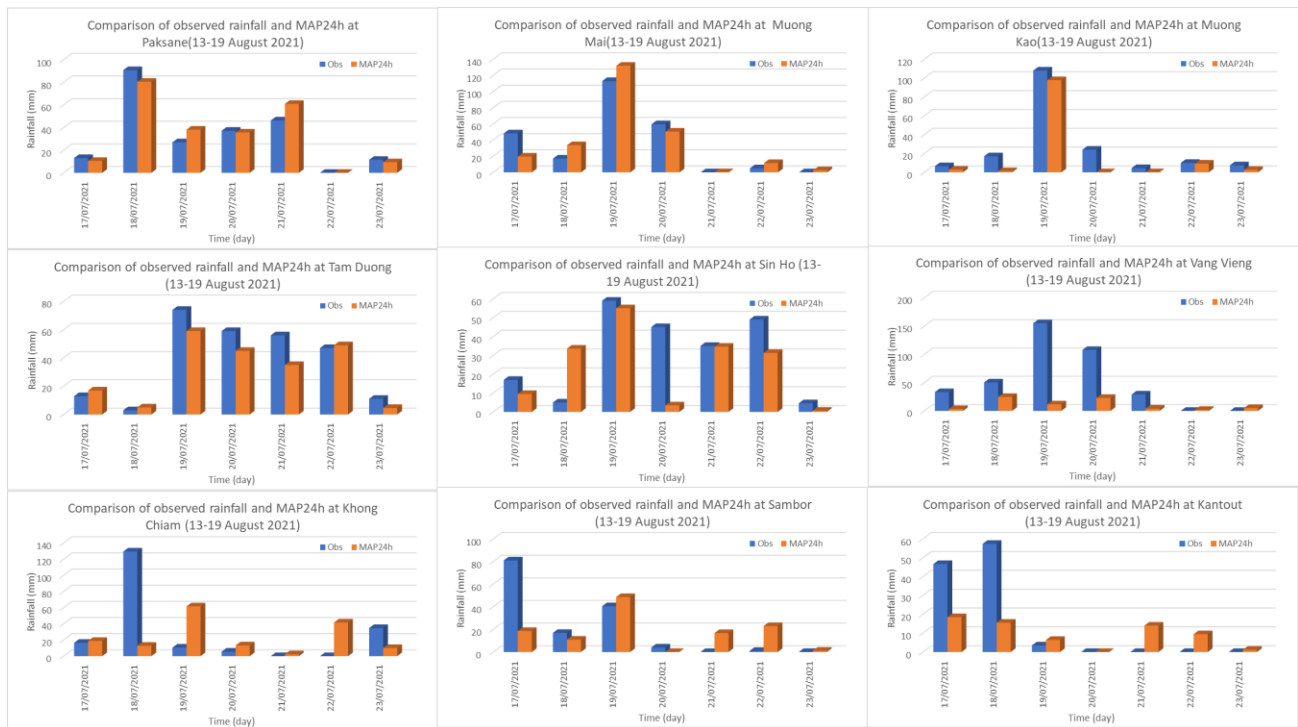 Comparison of observed rainfall and MAP24h at
Paksane(13-19 August 2021)
Obs
MAP24h
Rainfall (mm)
100
80
60
40
20
0
17/07/2021
18/07/2021
19/07/2021
20/07/2021
21/07/2021
22/07/2021
23/07/2021
Time (day)
Comparison of observed rainfall and MAP24h at Muong
Mai(13-19 August 2021)
Obs
MAP24h
Rainfall (mm)
140
120
100
80
60
40
20
0
17/07/2021
18/07/2021
19/07/2021
20/07/2021
21/07/2021
22/07/2021
23/07/2021
Time (day)
Comparison of observed rainfall and MAP24h at Muong
Kao(13-19 August 2021)
Obs
MAP24h
Rainfall (mm)
120
100
80
60
40
20
0
17/07/2021
18/07/2021
19/07/2021
20/07/2021
21/07/2021
22/07/2021
23/07/2021
Time (day)
Comparison of observed rainfall and MAP24h at Tam Duong
(13-19 August 2021)
Obs
MAP24h
Rainfall (mm)
80
60
40
20
0
17/07/2021
18/07/2021
19/07/2021
20/07/2021
21/07/2021
22/07/2021
23/07/2021
Time (day)
Comparison of observed rainfall and MAP24h at Sin Ho (13-
19 August 2021)
Obs
MAP24h
Rainfall (mm)
60
50
40
30
20
10
0
17/07/2021
18/07/2021
19/07/2021
20/07/2021
21/07/2021
22/07/2021
23/07/2021
Time (day)
Comparison of observed rainfall and MAP24h at Vang Vieng
(13-19 August 2021)
Obs
MAP24h
Rainfall (mm)
200
150
100
50
0
17/07/2021
18/07/2021
19/07/2021
20/07/2021
21/07/2021
22/07/2021
23/07/2021
Time (day)
Comparison of observed rainfall and MAP24h at Khong
Chiam (13-19 August 2021)
Obs
MAP24h
Rainfall (mm)
140
120
100
80
60
40
20
0
17/07/2021
18/07/2021
19/07/2021
20/07/2021
21/07/2021
22/07/2021
23/07/2021
Time (day)
Comparison of observed rainfall and MAP24h at Sambor
(13-19 August 2021)
Obs
MAP24h
Rainfall (mm)
100
80
60
40
20
0
17/07/2021
18/07/2021
19/07/2021
20/07/2021
21/07/2021
22/07/2021
23/07/2021
Time (day)
Comparison of observed rainfall and MAP24h at Kantout
(13-19 August 2021)
Obs
MAP24h
Rainfall (mm)
60
50
40
30
20
10
0
17/07/2021
18/07/2021
19/07/2021
20/07/2021
21/07/2021
22/07/2021
23/07/2021
Time (day)